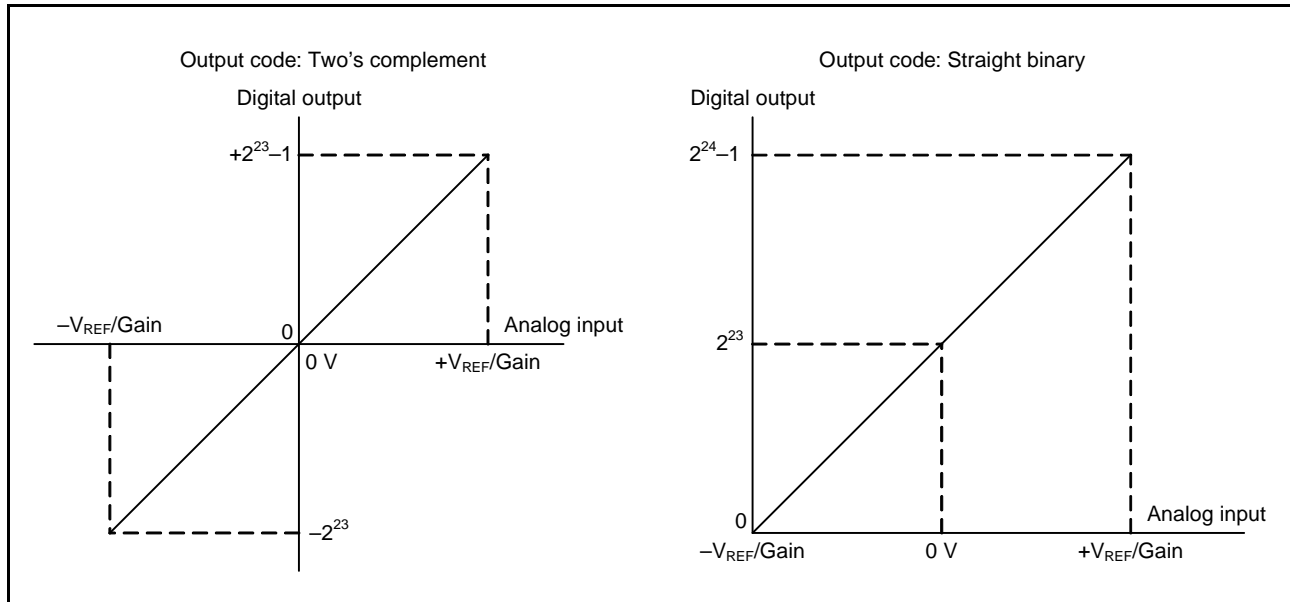 Output code: Two's complement
Digital output
+2²³–1
–V_REF/Gain
0
Analog input
0 V
+V_REF/Gain
–2²³
Output code: Straight binary
Digital output
2²⁴–1
2²³
0
Analog input
–V_REF/Gain
0 V
+V_REF/Gain